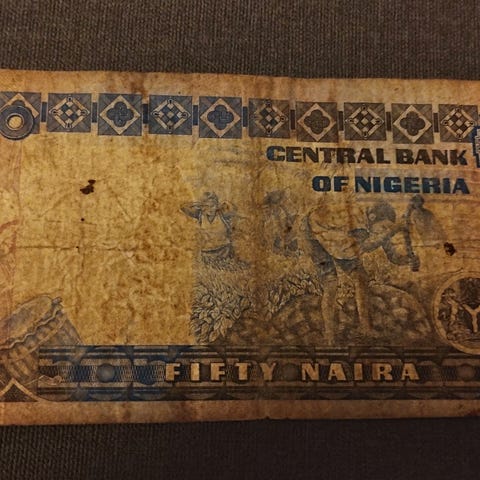 CENTRAL BANK
OF NIGERIA
FIFTY NAIRA